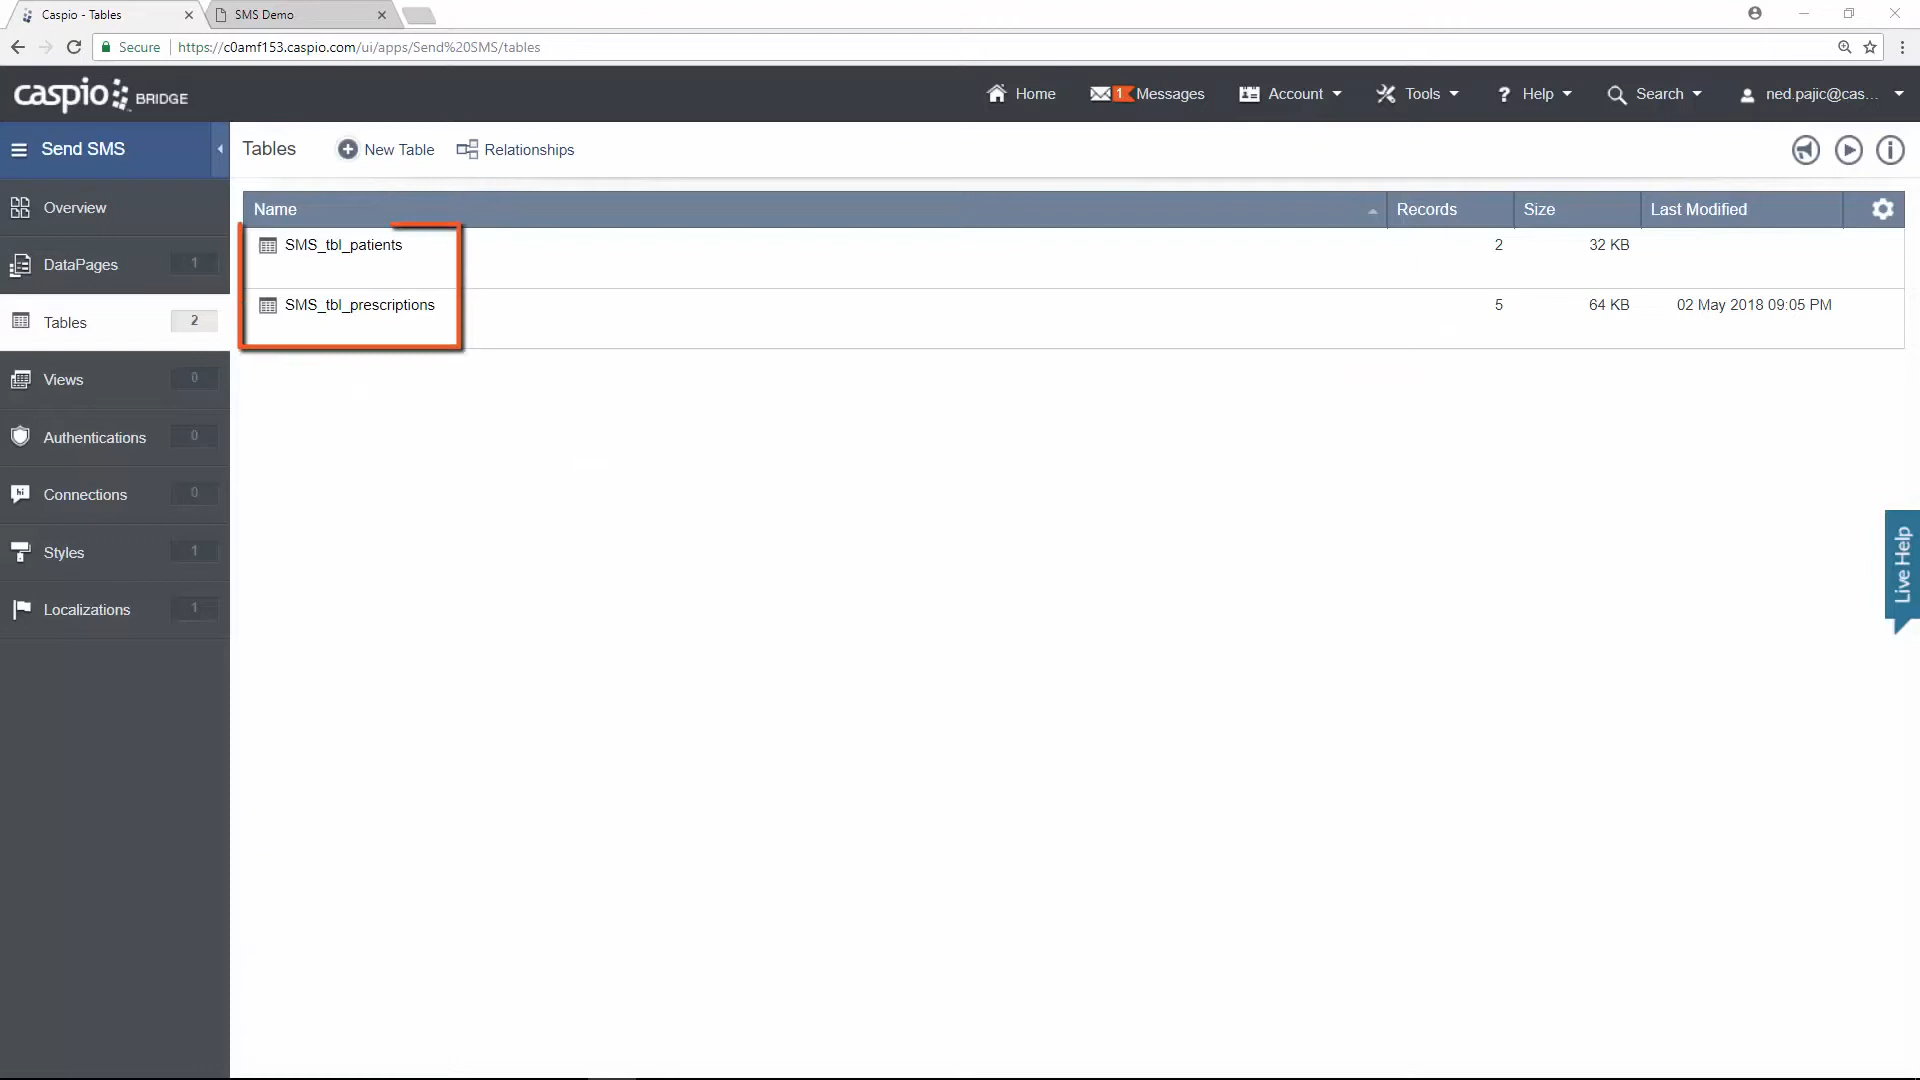 Caspio - Tables
SMS Demo
Secure
https://c0amf153.caspio.com/ui/apps/Send%20SMS/tables
caspio BRIDGE
Home
1
Messages
Account
Tools
? Help
Search
ned.pajic@cas...
Send SMS
Tables
New Table
Relationships
Overview
DataPages 1
Tables 2
Views 0
Authentications 0
hi Connections 0
Styles 1
Localizations 1
Name Records Size Last Modified
SMS_tbl_patients 2 32 KB
SMS_tbl_prescriptions 5 64 KB 02 May 2018 09:05 PM
Live Help